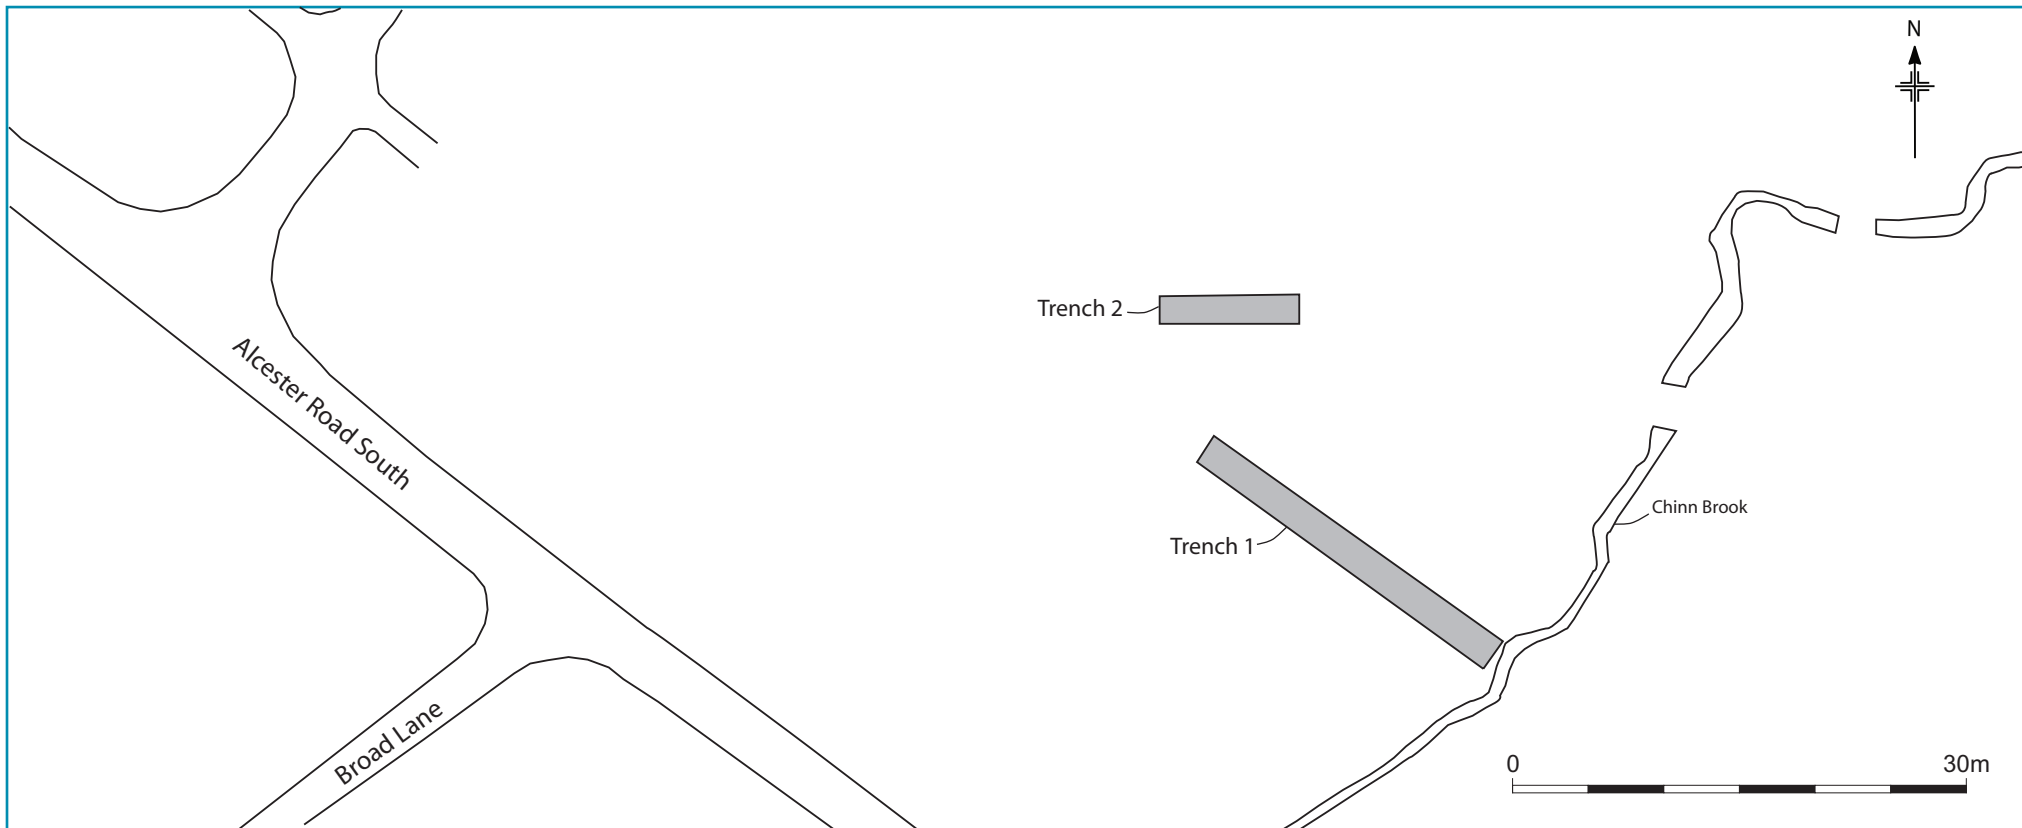 N
Trench 2
Alcester Road South
Chinn Brook
Trench 1
Broad Lane
0 30m